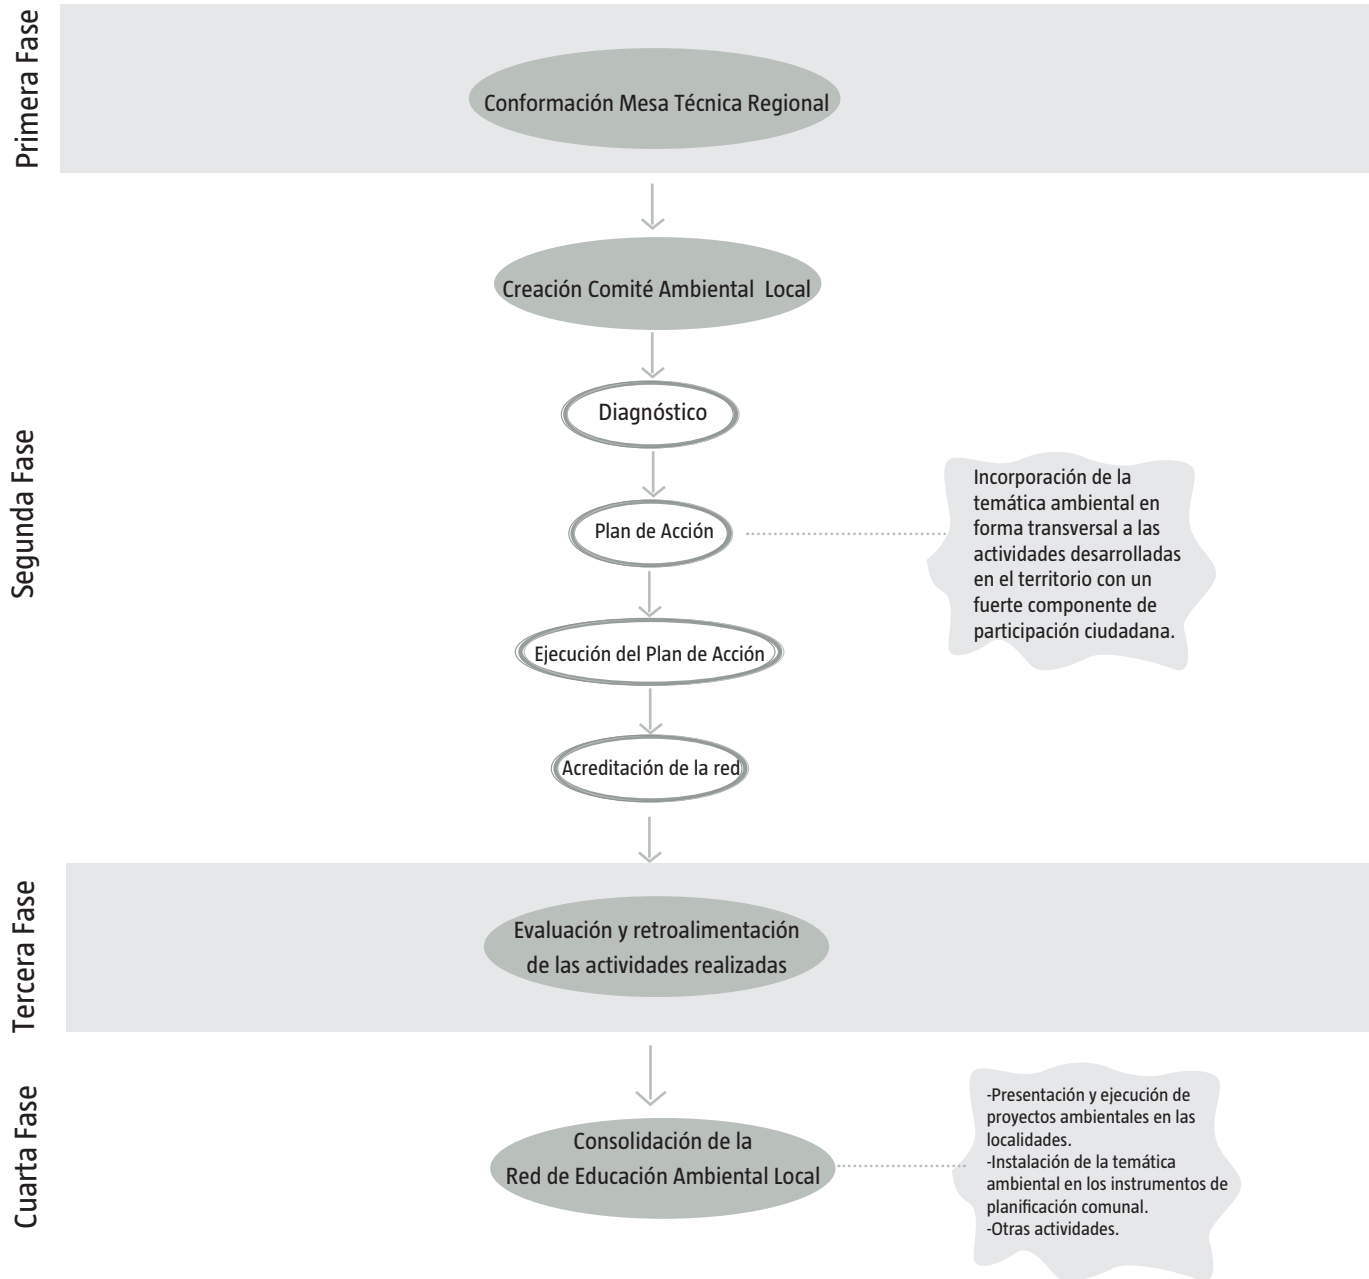 Primera Fase
Conformación Mesa Técnica Regional
Segunda Fase
Creación Comité Ambiental Local
Diagnóstico
Plan de Acción
Incorporación de la
temática ambiental en
forma transversal a las
actividades desarrolladas
en el territorio con un
fuerte componente de
participación ciudadana.
Ejecución del Plan de Acción
Acreditación de la red
Tercera Fase
Evaluación y retroalimentación
de las actividades realizadas
Cuarta Fase
Consolidación de la
Red de Educación Ambiental Local
-Presentación y ejecución de
proyectos ambientales en las
localidades.
-Instalación de la temática
ambiental en los instrumentos de
planificación comunal.
-Otras actividades.